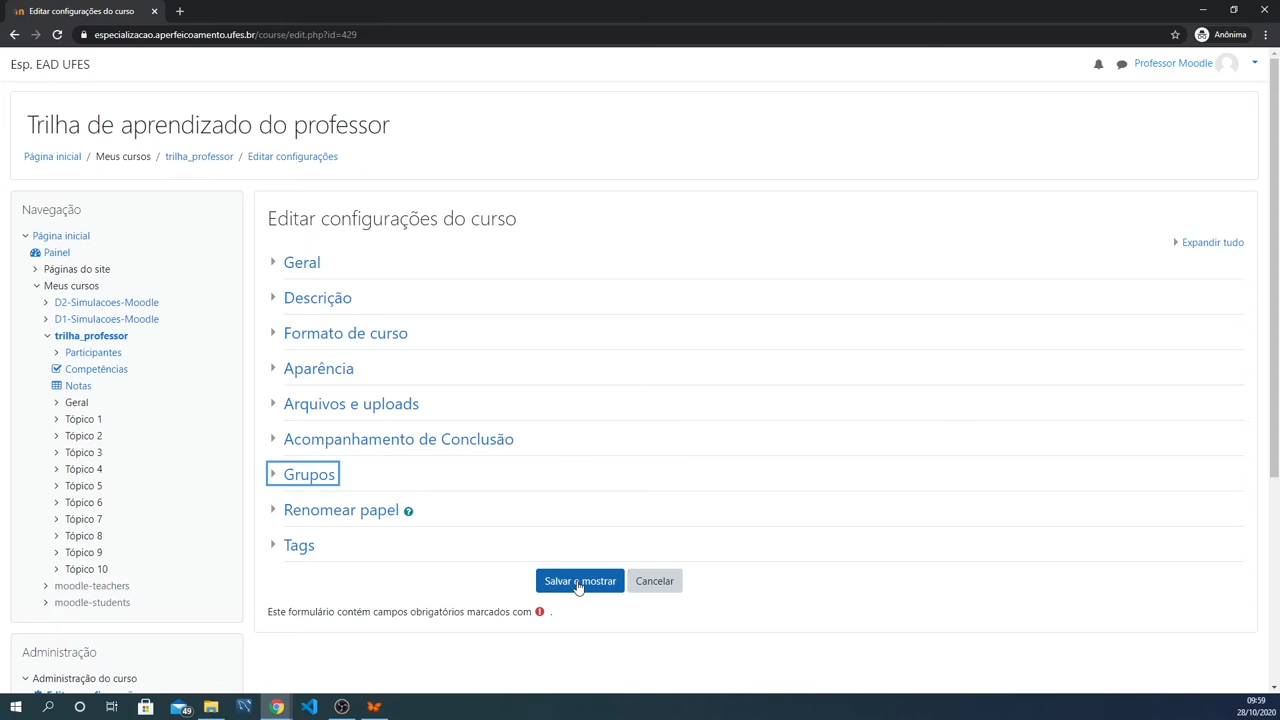 Editar configurações do curso
especializacao.aperfeicoamento.ufes.br/course/edit.php?id=429
Anônima
Esp. EAD UFES
Professor Moodle
Trilha de aprendizado do professor
Página inicial / Meus cursos / trilha_professor / Editar configurações
Navegação
Página inicial
Painel
Páginas do site
Meus cursos
D2-Simulacoes-Moodle
D1-Simulacoes-Moodle
trilha_professor
Participantes
Competências
Notas
Geral
Tópico 1
Tópico 2
Tópico 3
Tópico 4
Tópico 5
Tópico 6
Tópico 7
Tópico 8
Tópico 9
Tópico 10
moodle-teachers
moodle-students
Administração
Administração do curso
Editar configurações do curso
Expandir tudo
Geral
Descrição
Formato de curso
Aparência
Arquivos e uploads
Acompanhamento de Conclusão
Grupos
Renomear papel
Tags
Salvar e mostrar
Cancelar
Este formulário contém campos obrigatórios marcados com .
49
09:59
28/10/2020